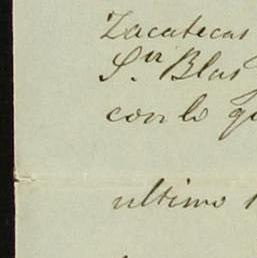 Zacatecas
Sr. Blas
con lo q
ultimo